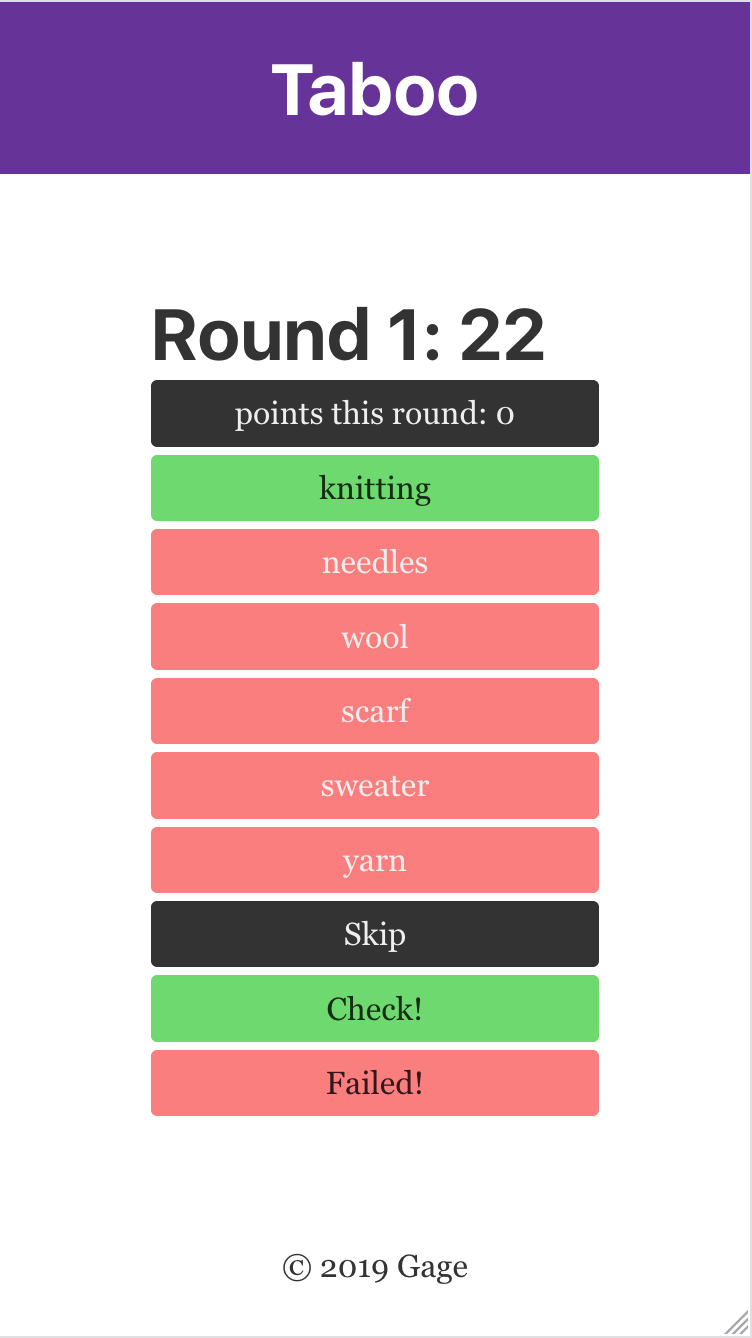 Taboo
Round 1: 22
points this round: 0
knitting
needles
wool
scarf
sweater
yarn
Skip
Check!
Failed!
© 2019 Gage